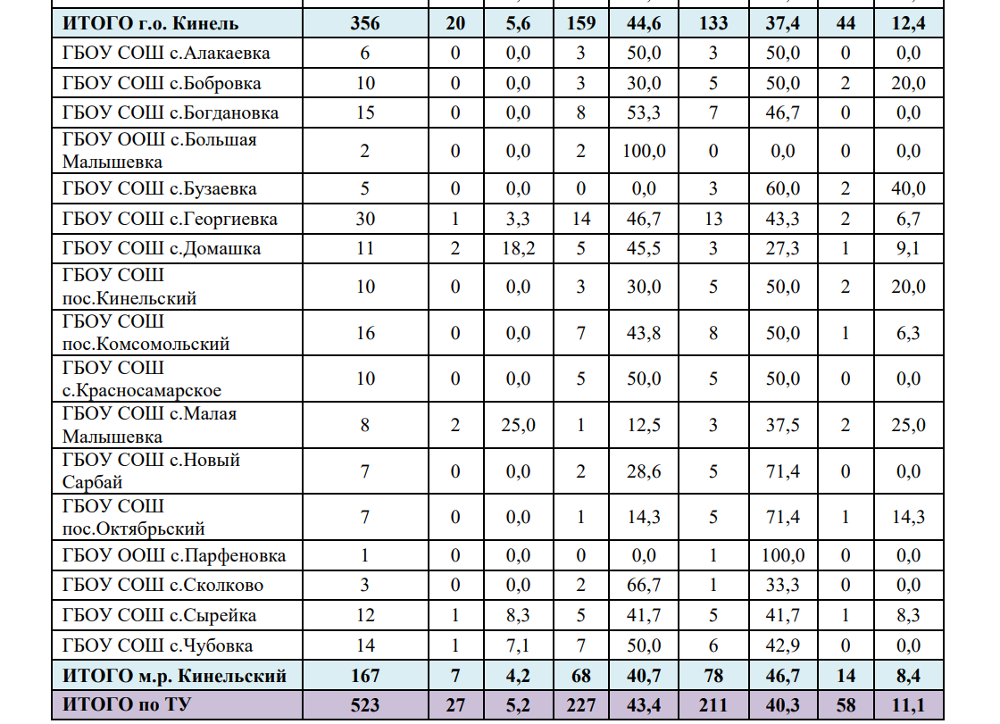 ИТОГО г.о. Кинель 356 20 5,6 159 44,6 133 37,4 44 12,4
ГБОУ СОШ с.Алакаевка 6 0 0,0 3 50,0 3 50,0 0 0,0
ГБОУ СОШ с.Бобровка 10 0 0,0 3 30,0 5 50,0 2 20,0
ГБОУ СОШ с.Богдановка 15 0 0,0 8 53,3 7 46,7 0 0,0
ГБОУ ООШ с.Большая
Малышевка 2 0 0,0 2 100,0 0 0,0 0 0,0
ГБОУ СОШ с.Бузаевка 5 0 0,0 0 0,0 3 60,0 2 40,0
ГБОУ СОШ с.Георгиевка 30 1 3,3 14 46,7 13 43,3 2 6,7
ГБОУ СОШ с.Домашка 11 2 18,2 5 45,5 3 27,3 1 9,1
ГБОУ СОШ
пос.Кинельский 10 0 0,0 3 30,0 5 50,0 2 20,0
ГБОУ СОШ
пос.Комсомольский 16 0 0,0 7 43,8 8 50,0 1 6,3
ГБОУ СОШ
с.Красносамарское 10 0 0,0 5 50,0 5 50,0 0 0,0
ГБОУ СОШ с.Малая
Малышевка 8 2 25,0 1 12,5 3 37,5 2 25,0
ГБОУ СОШ с.Новый
Сарбай 7 0 0,0 2 28,6 5 71,4 0 0,0
ГБОУ СОШ
пос.Октябрьский 7 0 0,0 1 14,3 5 71,4 1 14,3
ГБОУ ООШ с.Парфеновка 1 0 0,0 0 0,0 1 100,0 0 0,0
ГБОУ СОШ с.Сколково 3 0 0,0 2 66,7 1 33,3 0 0,0
ГБОУ СОШ с.Сырейка 12 1 8,3 5 41,7 5 41,7 1 8,3
ГБОУ СОШ с.Чубовка 14 1 7,1 7 50,0 6 42,9 0 0,0
ИТОГО м.р. Кинельский 167 7 4,2 68 40,7 78 46,7 14 8,4
ИТОГО по ТУ 523 27 5,2 227 43,4 211 40,3 58 11,1